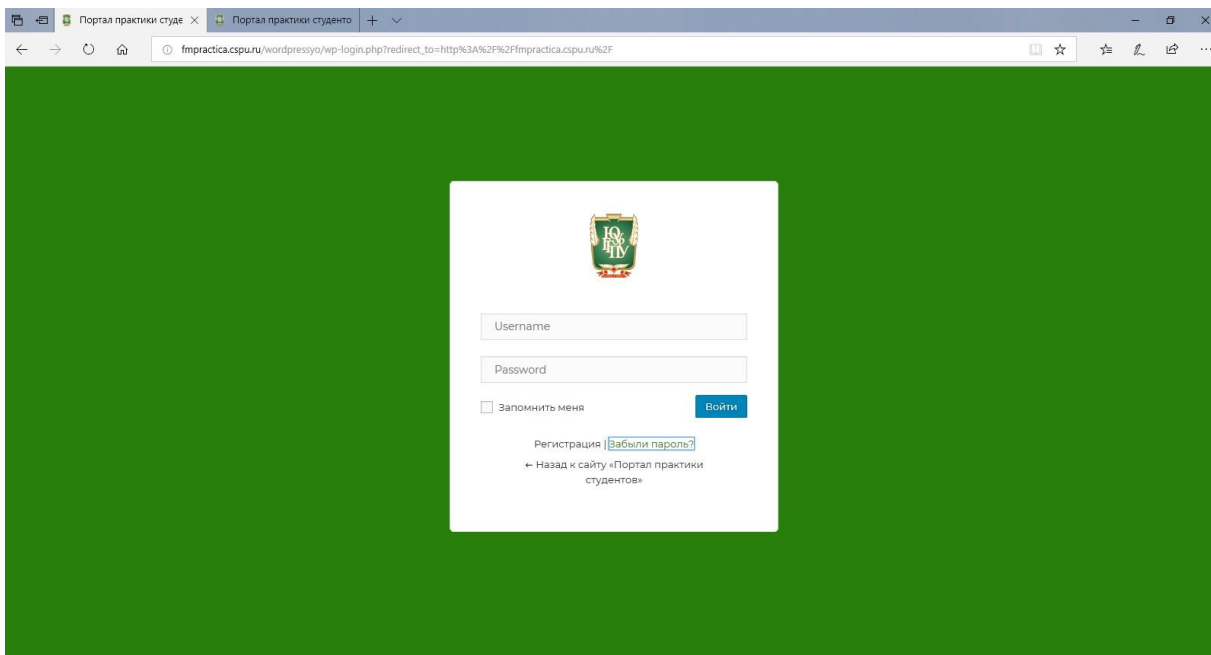 Портал практики студе
Портал практики студенто
fmpractica.cspu.ru/wordpressyo/wp-login.php?redirect_to=http%3A%2F%2Ffmpractica.cspu.ru%2F
ЮУрГГПУ
Username
Password
Запомнить меня
Войти
Регистрация | Забыли пароль?
← Назад к сайту «Портал практики
студентов»